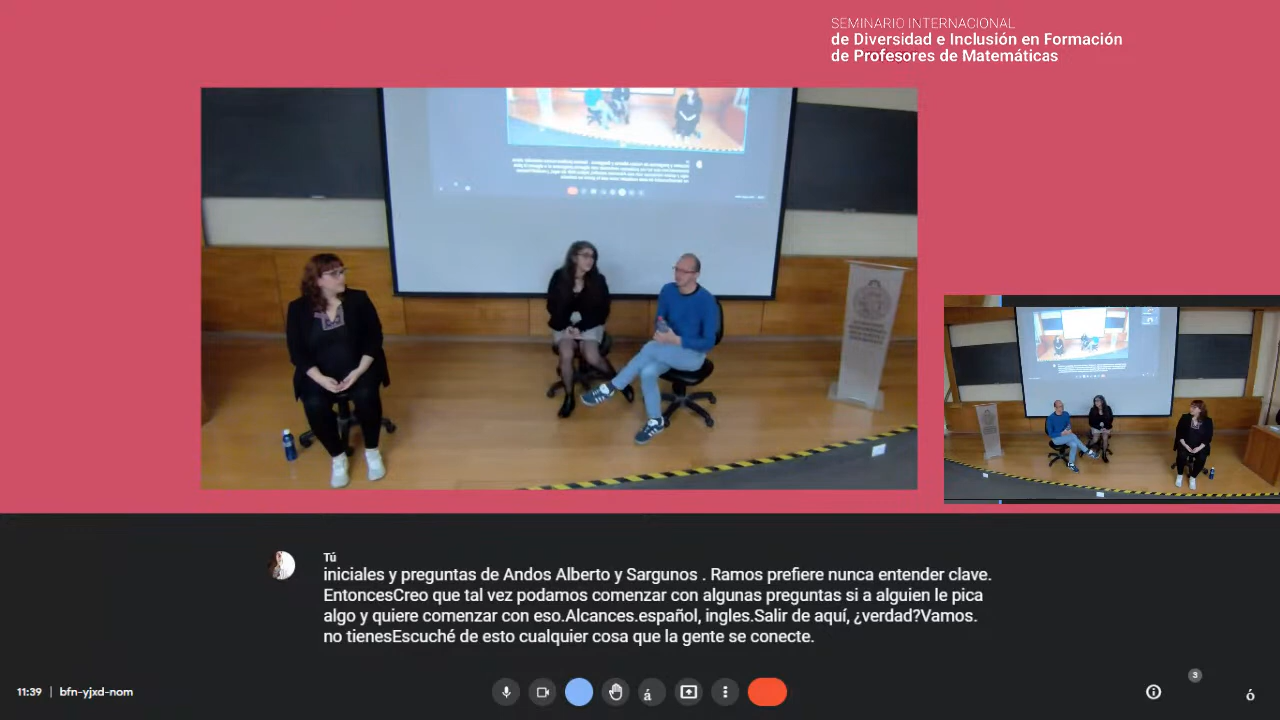 SEMINARIO INTERNACIONAL
de Diversidad e Inclusión en Formación
de Profesores de Matemáticas
Tú
iniciales y preguntas de Andos Alberto y Sargunos . Ramos prefiere nunca entender clave.
EntoncesCreo que tal vez podamos comenzar con algunas preguntas si a alguien le pica
algo y quiere comenzar con eso.Alcances.español, ingles.Salir de aquí, ¿verdad?Vamos.
no tienesEscuché de esto cualquier cosa que la gente se conecte.
11:39 | bfn-yjxd-nom
á
3
ó